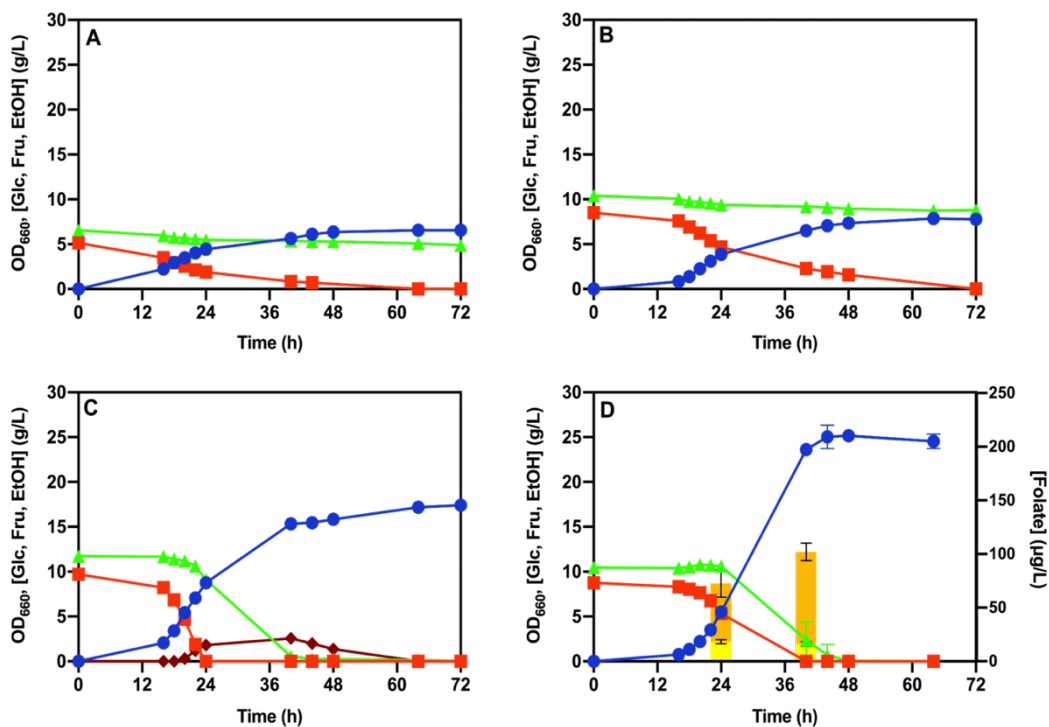 A
OD660, [Glc, Fru, EtOH] (g/L)
30
25
20
15
10
5
0
0 12 24 36 48 60 72
Time (h)
B
OD660, [Glc, Fru, EtOH] (g/L)
30
25
20
15
10
5
0
0 12 24 36 48 60 72
Time (h)
C
OD660, [Glc, Fru, EtOH] (g/L)
30
25
20
15
10
5
0
0 12 24 36 48 60 72
Time (h)
D
OD660, [Glc, Fru, EtOH] (g/L)
30
25
20
15
10
5
0
0 12 24 36 48 60 72
Time (h)
250
200
150
100
50
0
[Folate] (μg/L)